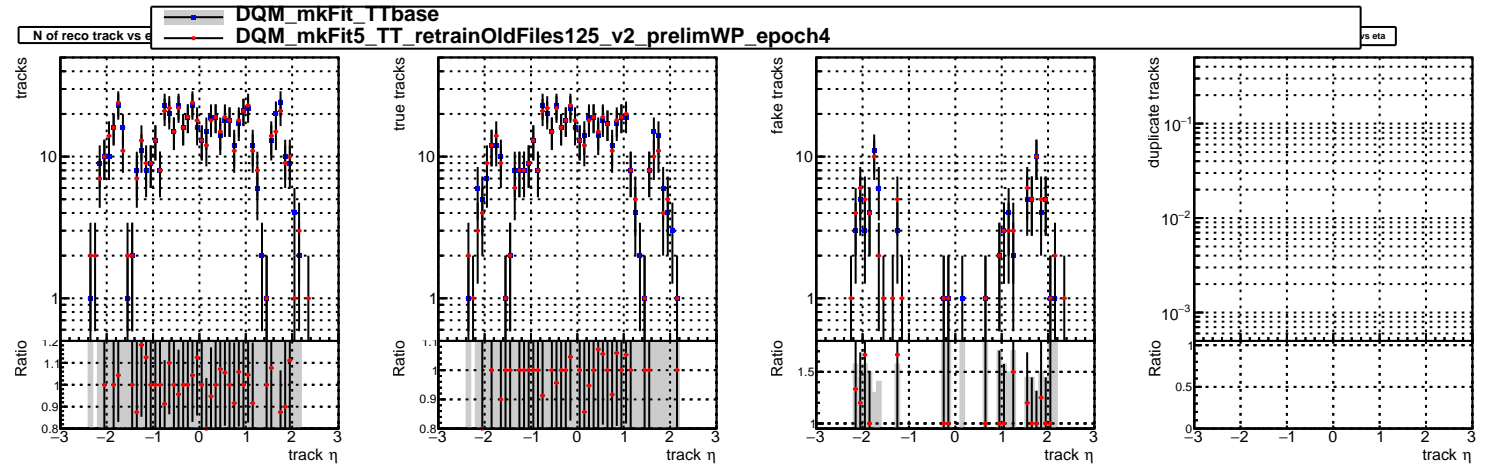 DQM_mkFit_TTbase
DQM_mkFit5_TT_retrainOldFiles125_v2_prelimWP_epoch4
N of reco track vs e
vs eta
tracks
10
1
Ratio
1.2
1.1
1
0.9
0.8
−3 −2 −1 0 1 2 3
track η
true tracks
10
1
Ratio
1.1
1
0.9
0.8
−3 −2 −1 0 1 2 3
track η
fake tracks
10
1
Ratio
1.5
1
−3 −2 −1 0 1 2 3
track η
duplicate tracks
10−1
10−2
10−3
Ratio
1
0.5
0
−3 −2 −1 0 1 2 3
track η